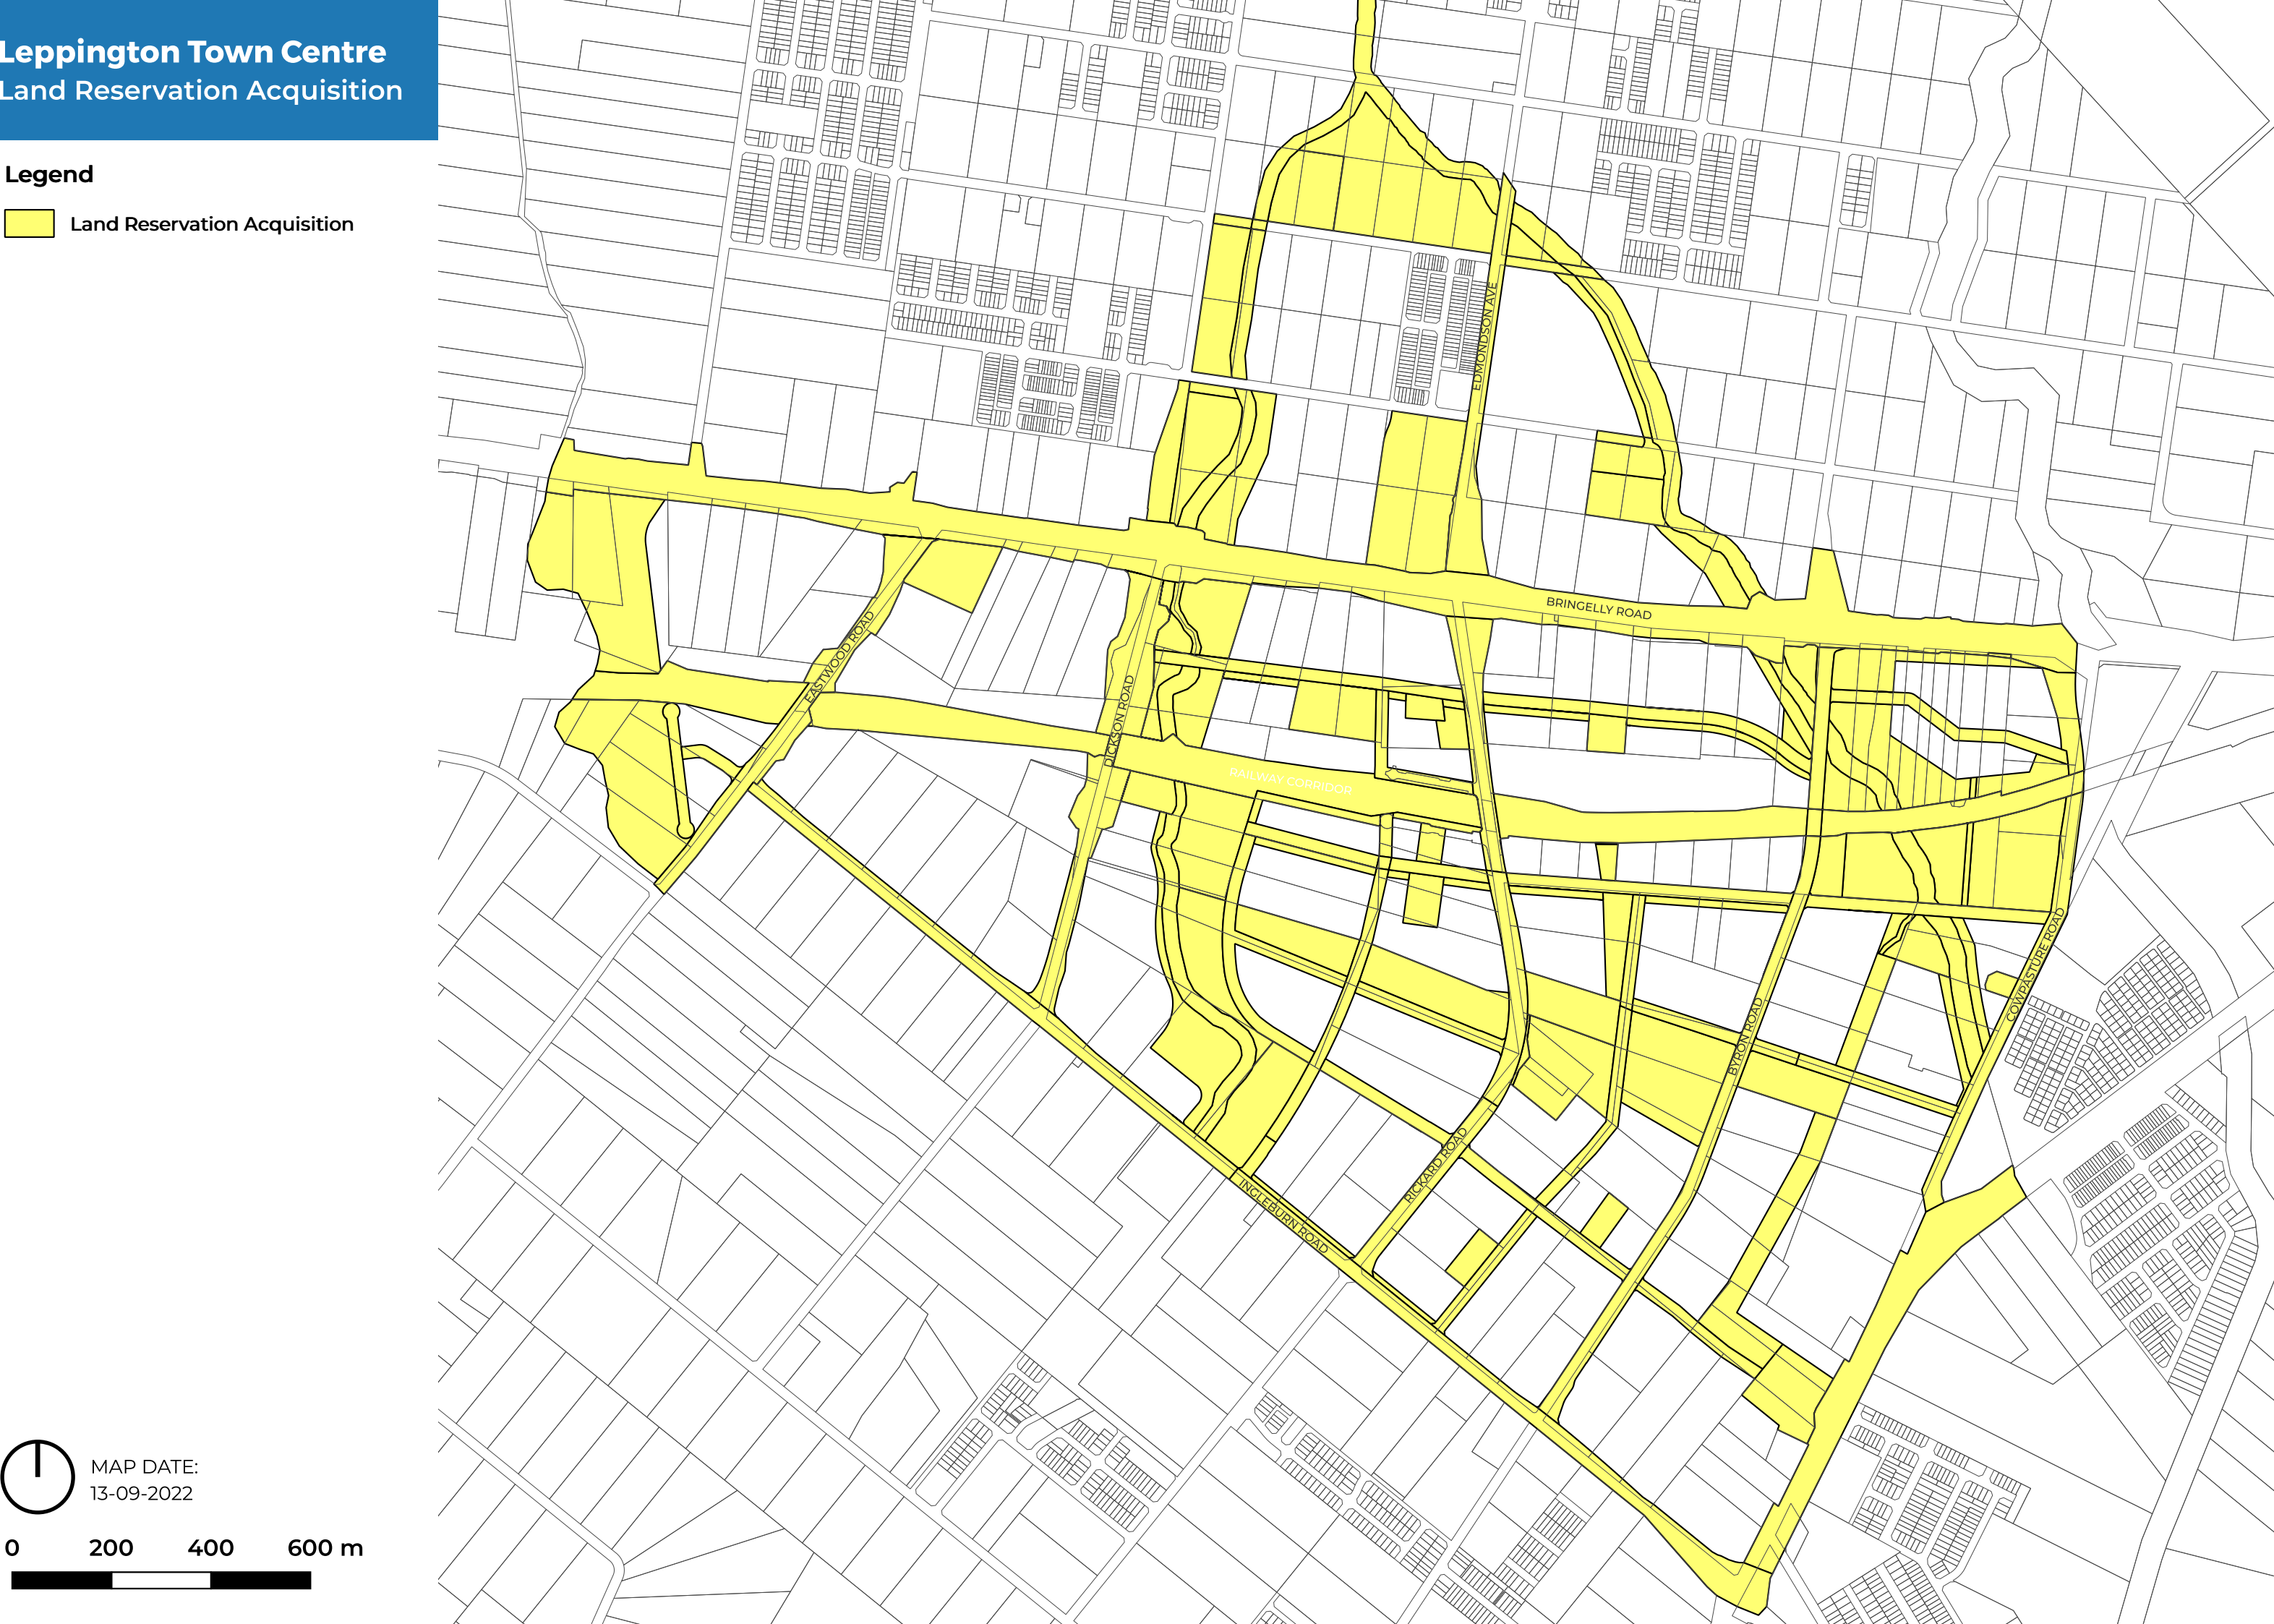 Leppington Town Centre
Land Reservation Acquisition
Legend
Land Reservation Acquisition
EDMONDSON AVE
BRINGELLY ROAD
EASTWOOD ROAD
DICKSON ROAD
RAILWAY CORRIDOR
COWPASTURE ROAD
BYRON ROAD
RICKARD ROAD
INGLEBURN ROAD
MAP DATE:
13-09-2022
0 200 400 600 m